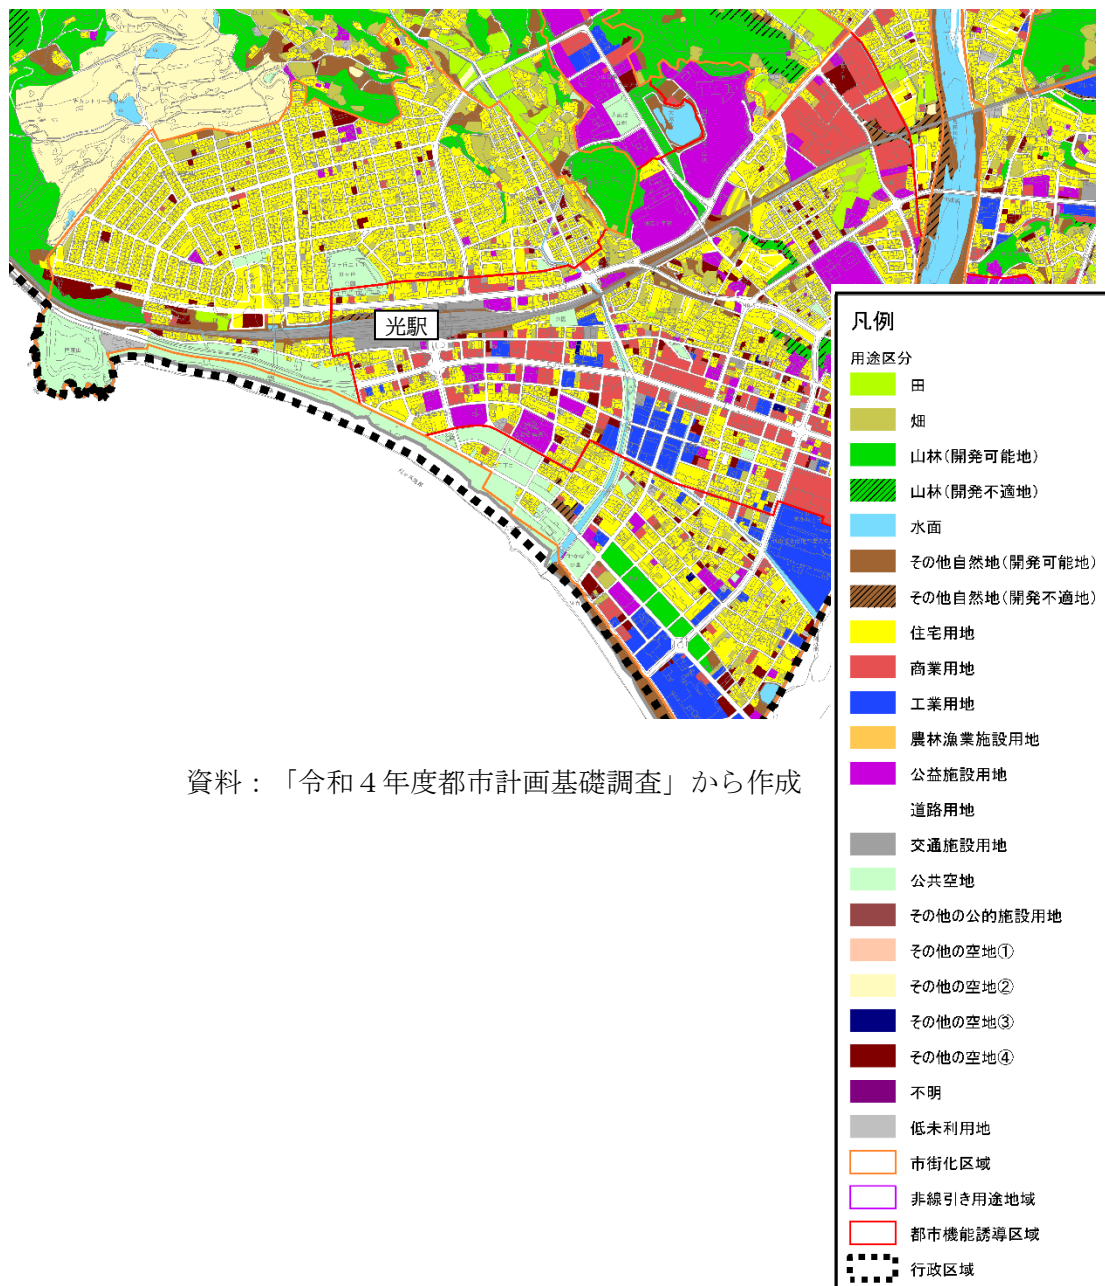 光駅
凡例
用途区分
田
畑
山林(開発可能地)
山林(開発不適地)
水面
その他自然地(開発可能地)
その他自然地(開発不適地)
住宅用地
商業用地
工業用地
農林漁業施設用地
公益施設用地
道路用地
交通施設用地
公共空地
その他の公的施設用地
その他の空地①
その他の空地②
その他の空地③
その他の空地④
不明
低未利用地
市街化区域
非線引き用途地域
都市機能誘導区域
行政区域
資料：「令和４年度都市計画基礎調査」から作成